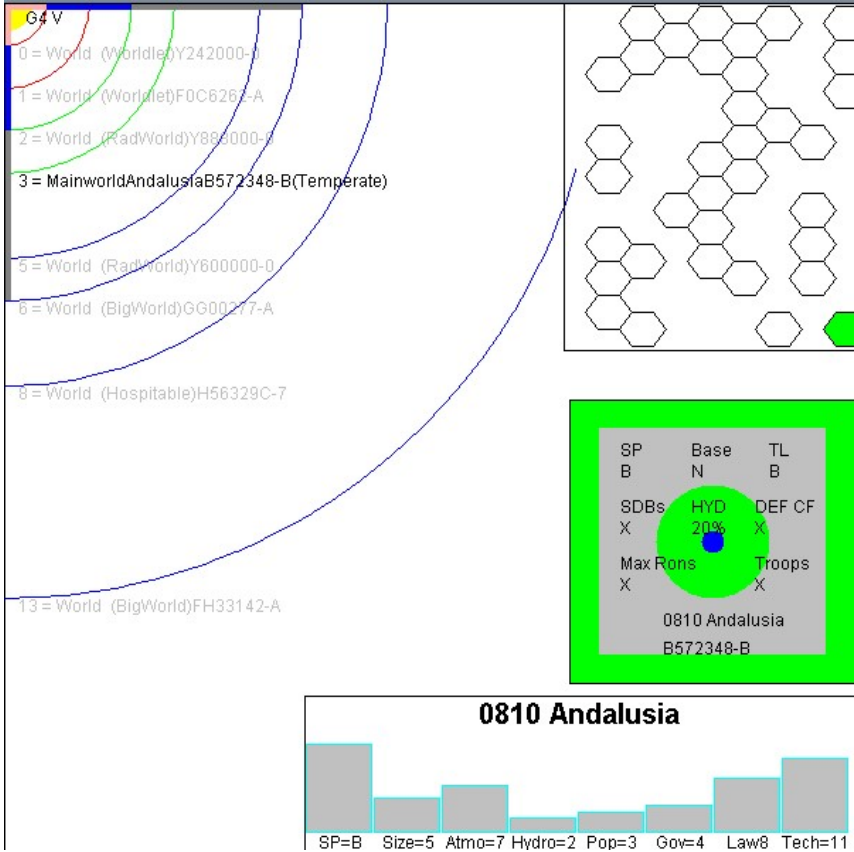 G4 V
0 = World (Worldlet)Y242000-0
1 = World (Worldlet)F0C6262-A
2 = World (RadWorld)Y888000-0
3 = MainworldAndalusiaB572348-B(Temperate)
5 = World (RadWorld)Y600000-0
6 = World (BigWorld)GG00277-A
8 = World (Hospitable)H56329C-7
13 = World (BigWorld)FH33142-A
SP Base TL
B N B
SDBs HYD DEF CF
X 20% X
Max Rons Troops
X X
0810 Andalusia
B572348-B
0810 Andalusia
SP=B Size=5 Atmo=7 Hydro=2 Pop=3 Gov=4 Law8 Tech=11